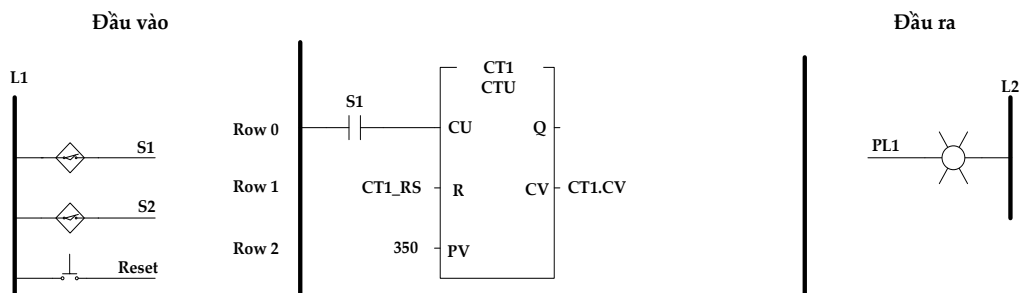 Đầu vào
Đầu ra
L1
CT1
CTU
L2
S1
Row 0
CU
Q
S1
PL1
Row 1
CT1_RS
R
CV
CT1.CV
S2
Row 2
350
PV
Reset